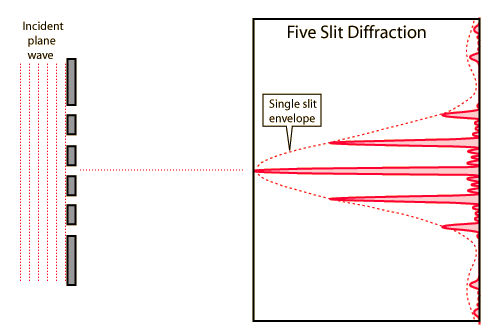 Incident
plane
wave
Five Slit Diffraction
Single slit
envelope